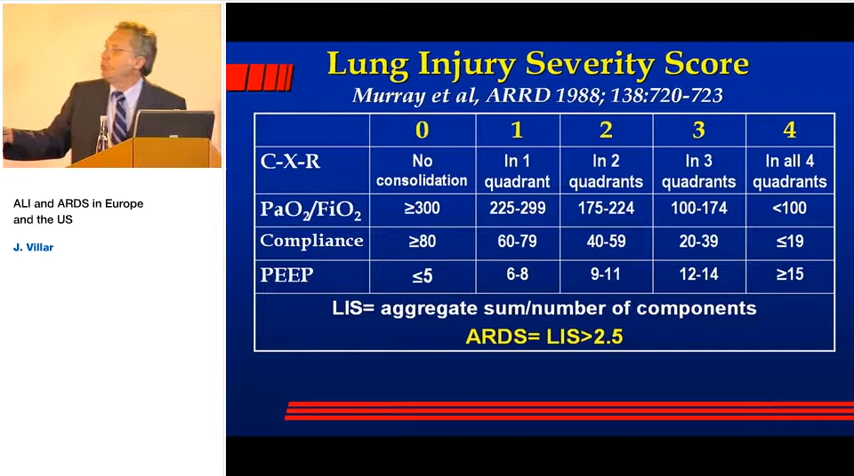 ALI and ARDS in Europe
and the US
J. Villar
Lung Injury Severity Score
Murray et al, ARRD 1988; 138:720-723
0 1 2 3 4
C-X-R No consolidation In 1 quadrant In 2 quadrants In 3 quadrants In all 4 quadrants
PaO₂/FiO₂ ≥300 225-299 175-224 100-174 <100
Compliance ≥80 60-79 40-59 20-39 ≤19
PEEP ≤5 6-8 9-11 12-14 ≥15
LIS= aggregate sum/number of components
ARDS= LIS>2.5